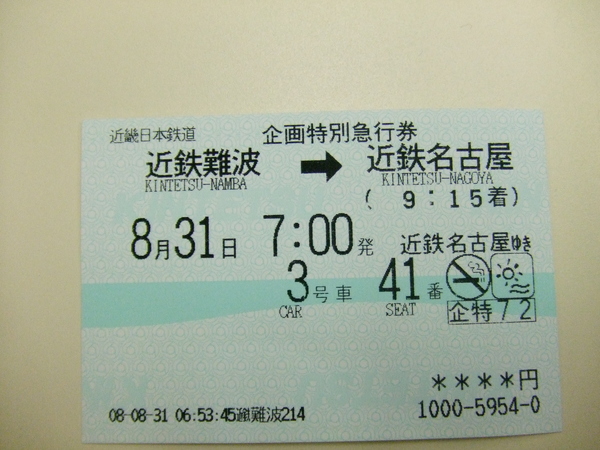 近畿日本鉄道 企画特別急行券
近鉄難波 ➡ 近鉄名古屋
KINTETSU-NAMBA KINTETSU-NAGOYA
( 9:15着)
8月31日 7:00発 近鉄名古屋ゆき
3号車 41番
CAR SEAT
企特72
****円
08-08-31 06:53:45 難波214 1000-5954-0